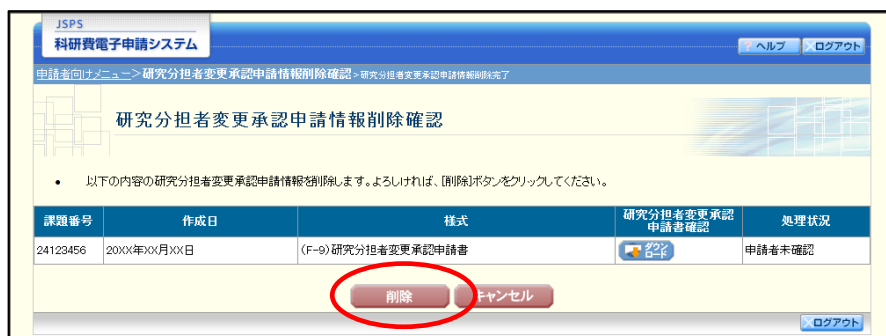 JSPS
科研費電子申請システム
? ヘルプ ×ログアウト
申請者向けメニュー>研究分担者変更承認申請情報削除確認>研究分担者変更承認申請情報削除完了
研究分担者変更承認申請情報削除確認
• 以下の内容の研究分担者変更承認申請情報を削除します。よろしければ、[削除]ボタンをクリックしてください。
課題番号 作成日 様式 研究分担者変更承認申請書確認 処理状況
24123456 20XX年XX月XX日 (F-9)研究分担者変更承認申請書 ダウンロード 申請者未確認
削除 キャンセル
×ログアウト